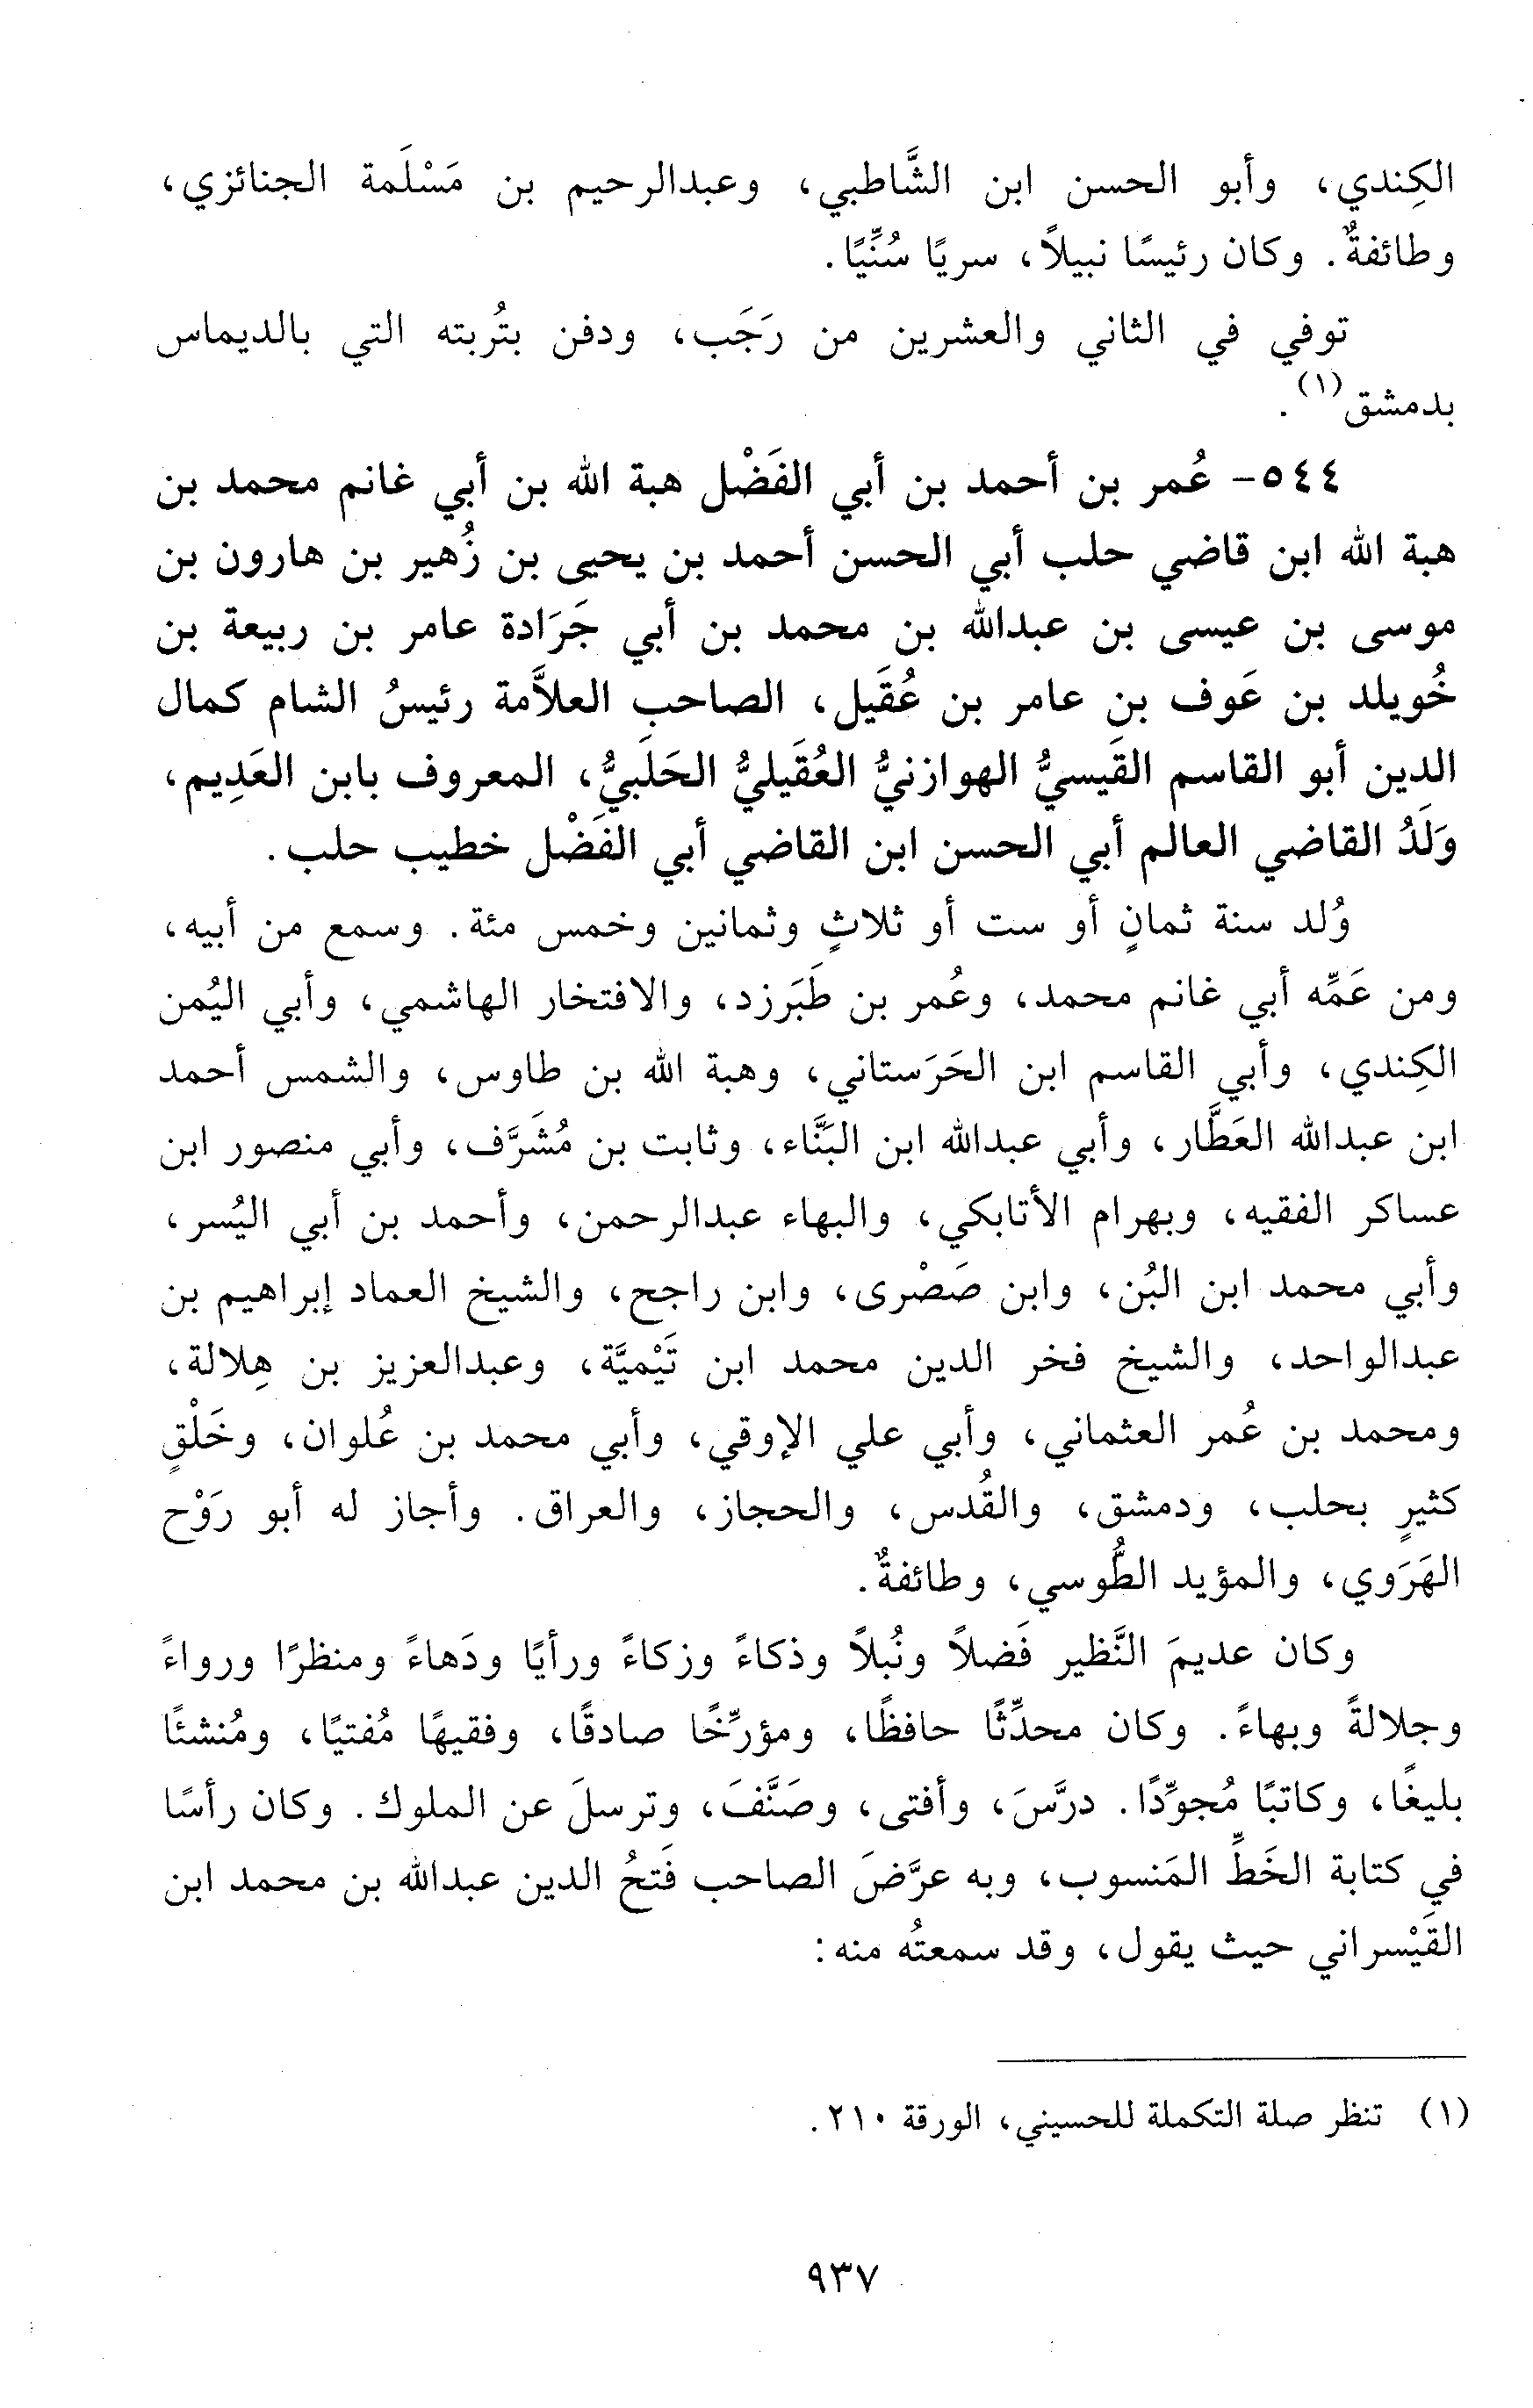 الكِندي، وأبو الحسن ابن الشَّاطبي، وعبدالرحيم بن مَسْلَمة الجنائزي،
وطائفةٌ. وكان رئيسًا نبيلاً، سريًا سُنِّيًا.
توفي في الثاني والعشرين من رَجَب، ودفن بتُربته التي بالديماس
بدمشق(١).
٥٤٤- عُمر بن أحمد بن أبي الفَضْل هبة الله بن أبي غانم محمد بن
هبة الله ابن قاضي حلب أبي الحسن أحمد بن يحيى بن زُهير بن هارون بن
موسى بن عيسى بن عبدالله بن محمد بن أبي جَرَادة عامر بن ربيعة بن
خُويلد بن عَوف بن عامر بن عُقَيل، الصاحب العلاَّمة رئيسُ الشام كمال
الدين أبو القاسم القَيسيُّ الهوازنيُّ العُقَيليُّ الحَلَبيُّ، المعروف بابن العَدِيم،
وَلَدُ القاضي العالم أبي الحسن ابن القاضي أبي الفَضْل خطيب حلب.
وُلد سنة ثمانٍ أو ست أو ثلاثٍ وثمانين وخمس مئة. وسمع من أبيه،
ومن عَمِّه أبي غانم محمد، وعُمر بن طَبَرزد، والافتخار الهاشمي، وأبي اليُمن
الكِندي، وأبي القاسم ابن الحَرَستاني، وهبة الله بن طاوس، والشمس أحمد
ابن عبدالله العَطَّار، وأبي عبدالله ابن البَنَّاء، وثابت بن مُشَرَّف، وأبي منصور ابن
عساكر الفقيه، وبهرام الأتابكي، والبهاء عبدالرحمن، وأحمد بن أبي اليُسر،
وأبي محمد ابن البُن، وابن صَصْرى، وابن راجح، والشيخ العماد إبراهيم بن
عبدالواحد، والشيخ فخر الدين محمد ابن تَيْميَّة، وعبدالعزيز بن هِلالة،
ومحمد بن عُمر العثماني، وأبي علي الإوقي، وأبي محمد بن عُلوان، وخَلْقٍ
كثيرٍ بحلب، ودمشق، والقُدس، والحجاز، والعراق. وأجاز له أبو رَوْح
الهَرَوي، والمؤيد الطُّوسي، وطائفةٌ.
وكان عديمَ النَّظير فَضلاً ونُبلاً وذكاءً وزكاءً ورأيًا ودَهاءً ومنظرًا ورواءً
وجلالةً وبهاءً. وكان محدِّثًا حافظًا، ومؤرِّخًا صادقًا، وفقيهًا مُفتيًا، ومُنشئًا
بليغًا، وكاتبًا مُجوِّدًا. درَّسَ، وأفتى، وصَنَّفَ، وترسلَ عن الملوك. وكان رأسًا
في كتابة الخَطِّ المَنسوب، وبه عرَّضَ الصاحب فَتحُ الدين عبدالله بن محمد ابن
القَيْسراني حيث يقول، وقد سمعتُه منه:
(١) تنظر صلة التكملة للحسيني، الورقة ٢١٠.
٩٣٧